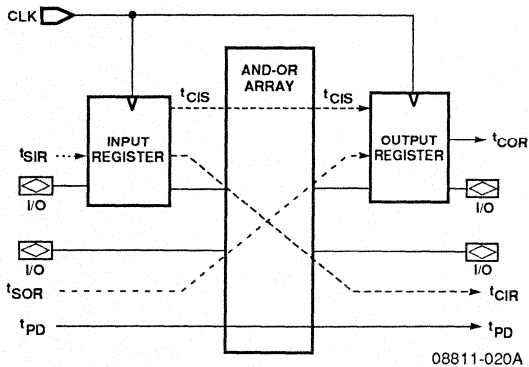 CLK
AND-OR
ARRAY
tCIS
tCIS
INPUT
REGISTER
OUTPUT
REGISTER
tSIR
tCOR
I/O
I/O
I/O
I/O
tSOR
tCIR
tPD
tPD
08811-020A